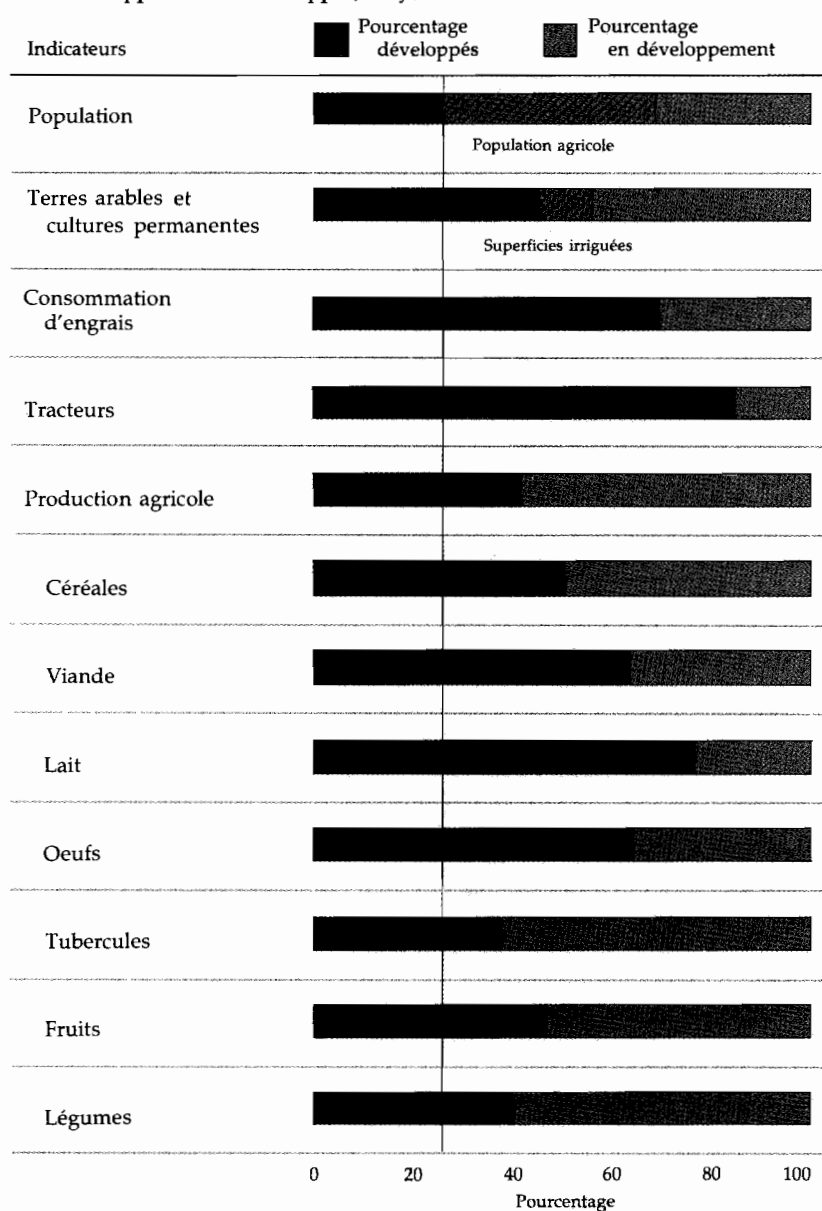 Indicateurs
Pourcentage
développés
Pourcentage
en développement
Population
Population agricole
Terres arables et
cultures permanentes
Superficies irriguées
Consommation
d'engrais
Tracteurs
Production agricole
Céréales
Viande
Lait
Oeufs
Tubercules
Fruits
Légumes
0 20 40 60 80 100
Pourcentage